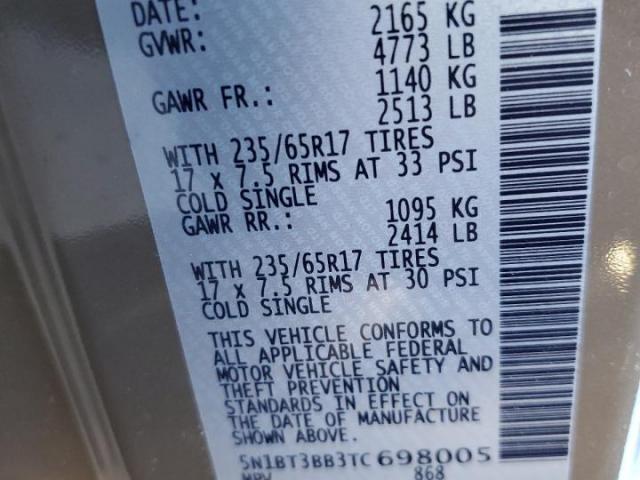 DATE:
2165 KG
GVWR:
4773 LB
1140 KG
GAWR FR.:
2513 LB
WITH 235/65R17 TIRES
17 x 7.5 RIMS AT 33 PSI
COLD SINGLE
1095 KG
GAWR RR.:
2414 LB
WITH 235/65R17 TIRES
17 x 7.5 RIMS AT 30 PSI
COLD SINGLE
THIS VEHICLE CONFORMS TO
ALL APPLICABLE FEDERAL
MOTOR VEHICLE SAFETY AND
THEFT PREVENTION
STANDARDS IN EFFECT ON
THE DATE OF MANUFACTURE
SHOWN ABOVE.
5N1BT3BB3TC698005
MPV 868